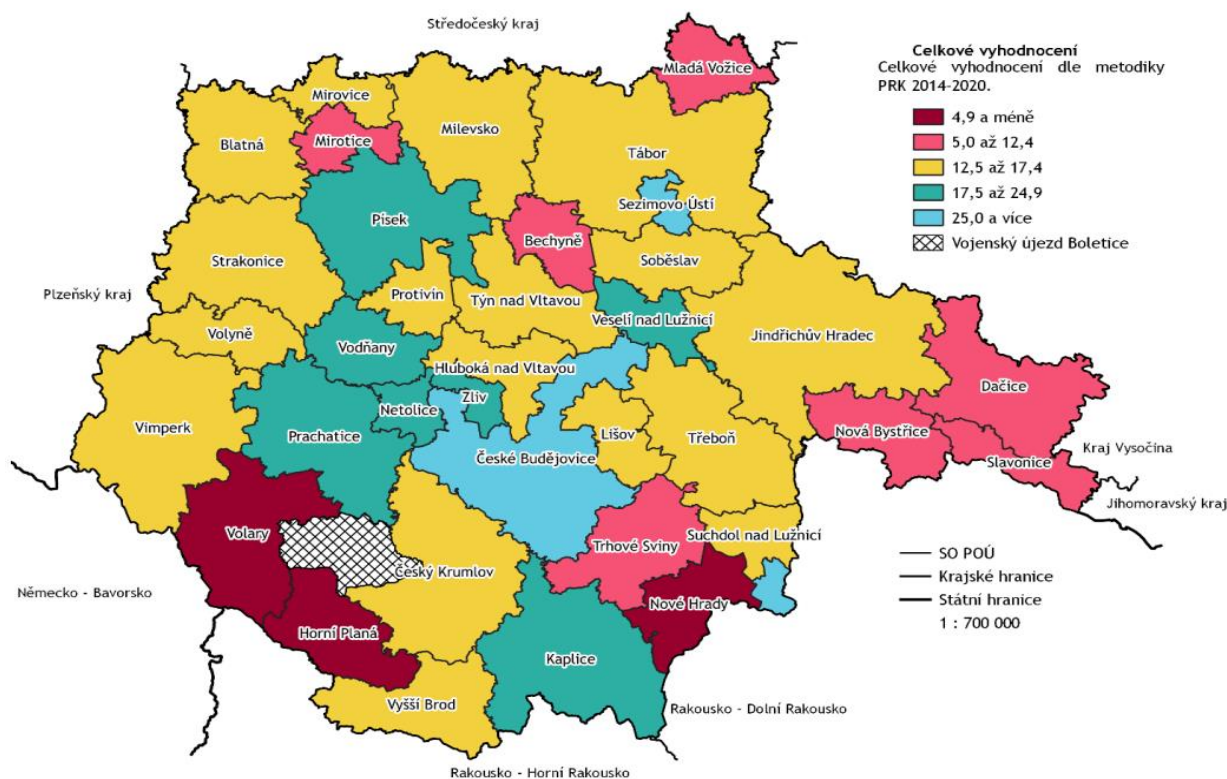 Středočeský kraj
Celkové vyhodnocení
Celkové vyhodnocení dle metodiky
PRK 2014-2020.
4,9 a méně
5,0 až 12,4
12,5 až 17,4
17,5 až 24,9
25,0 a více
Vojenský újezd Boletice
Mladá Vožice
Mirovice
Mirotice
Milevsko
Blatná
Tábor
Sezimovo Ústí
Písek
Bechyně
Soběslav
Strakonice
Plzeňský kraj
Protivín
Týn nad Vltavou
Veselí nad Lužnicí
Jindřichův Hradec
Volyně
Vodňany
Hluboká nad Vltavou
Dačice
Zliv
Netolice
Vimperk
Prachatice
Lišov
Třeboň
Nová Bystřice
České Budějovice
Slavonice
Kraj Vysočina
Jihomoravský kraj
Volary
Suchdol nad Lužnicí
Trhové Sviny
Český Krumlov
Německo - Bavorsko
Nové Hrady
Horní Planá
Kaplice
Vyšší Brod
Rakousko - Dolní Rakousko
Rakousko - Horní Rakousko
SO POÚ
Krajské hranice
Státní hranice
1 : 700 000